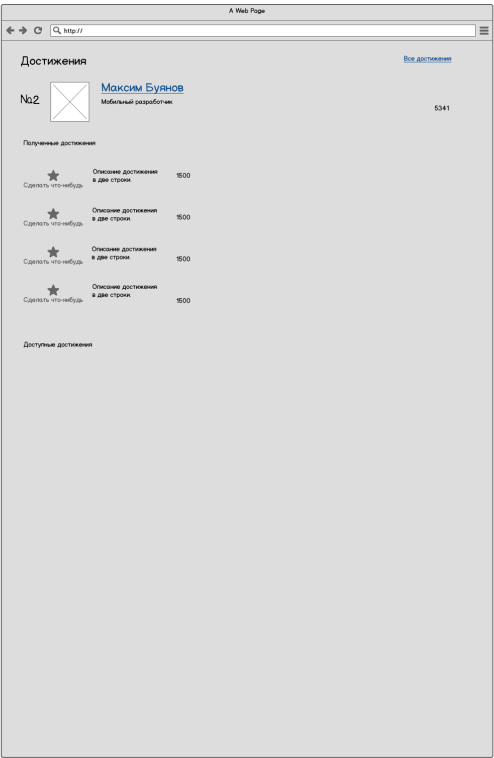 A Web Page
http://
Достижения
Все достижения
№2
Максим Буянов
Мобильный разработчик
5341
Полученные достижения
Описание достижения
в две строки.
1500
Сделать что-нибудь
Описание достижения
в две строки.
1500
Сделать что-нибудь
Описание достижения
в две строки.
1500
Сделать что-нибудь
Описание достижения
в две строки.
1500
Сделать что-нибудь
Доступные достижения